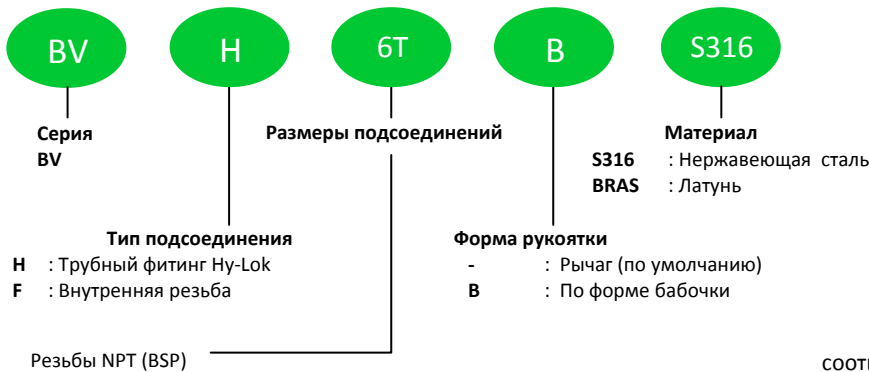 BV H 6T B S316
Серия Размеры подсоединений Материал
BV
S316 : Нержавеющая сталь
BRAS : Латунь
Тип подсоединения
H : Трубный фитинг Hy-Lok
F : Внутренняя резьба
Форма рукоятки
- : Рычаг (по умолчанию)
B : По форме бабочки
Резьбы NPT (BSP)